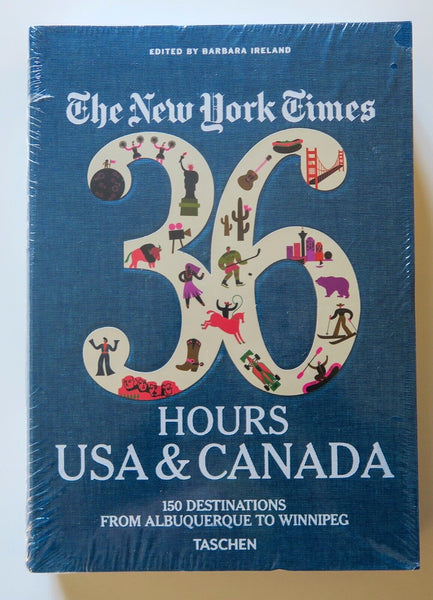 EDITED BY BARBARA IRELAND
The New York Times
36
HOURS
USA & CANADA
150 DESTINATIONS
FROM ALBUQUERQUE TO WINNIPEG
TASCHEN